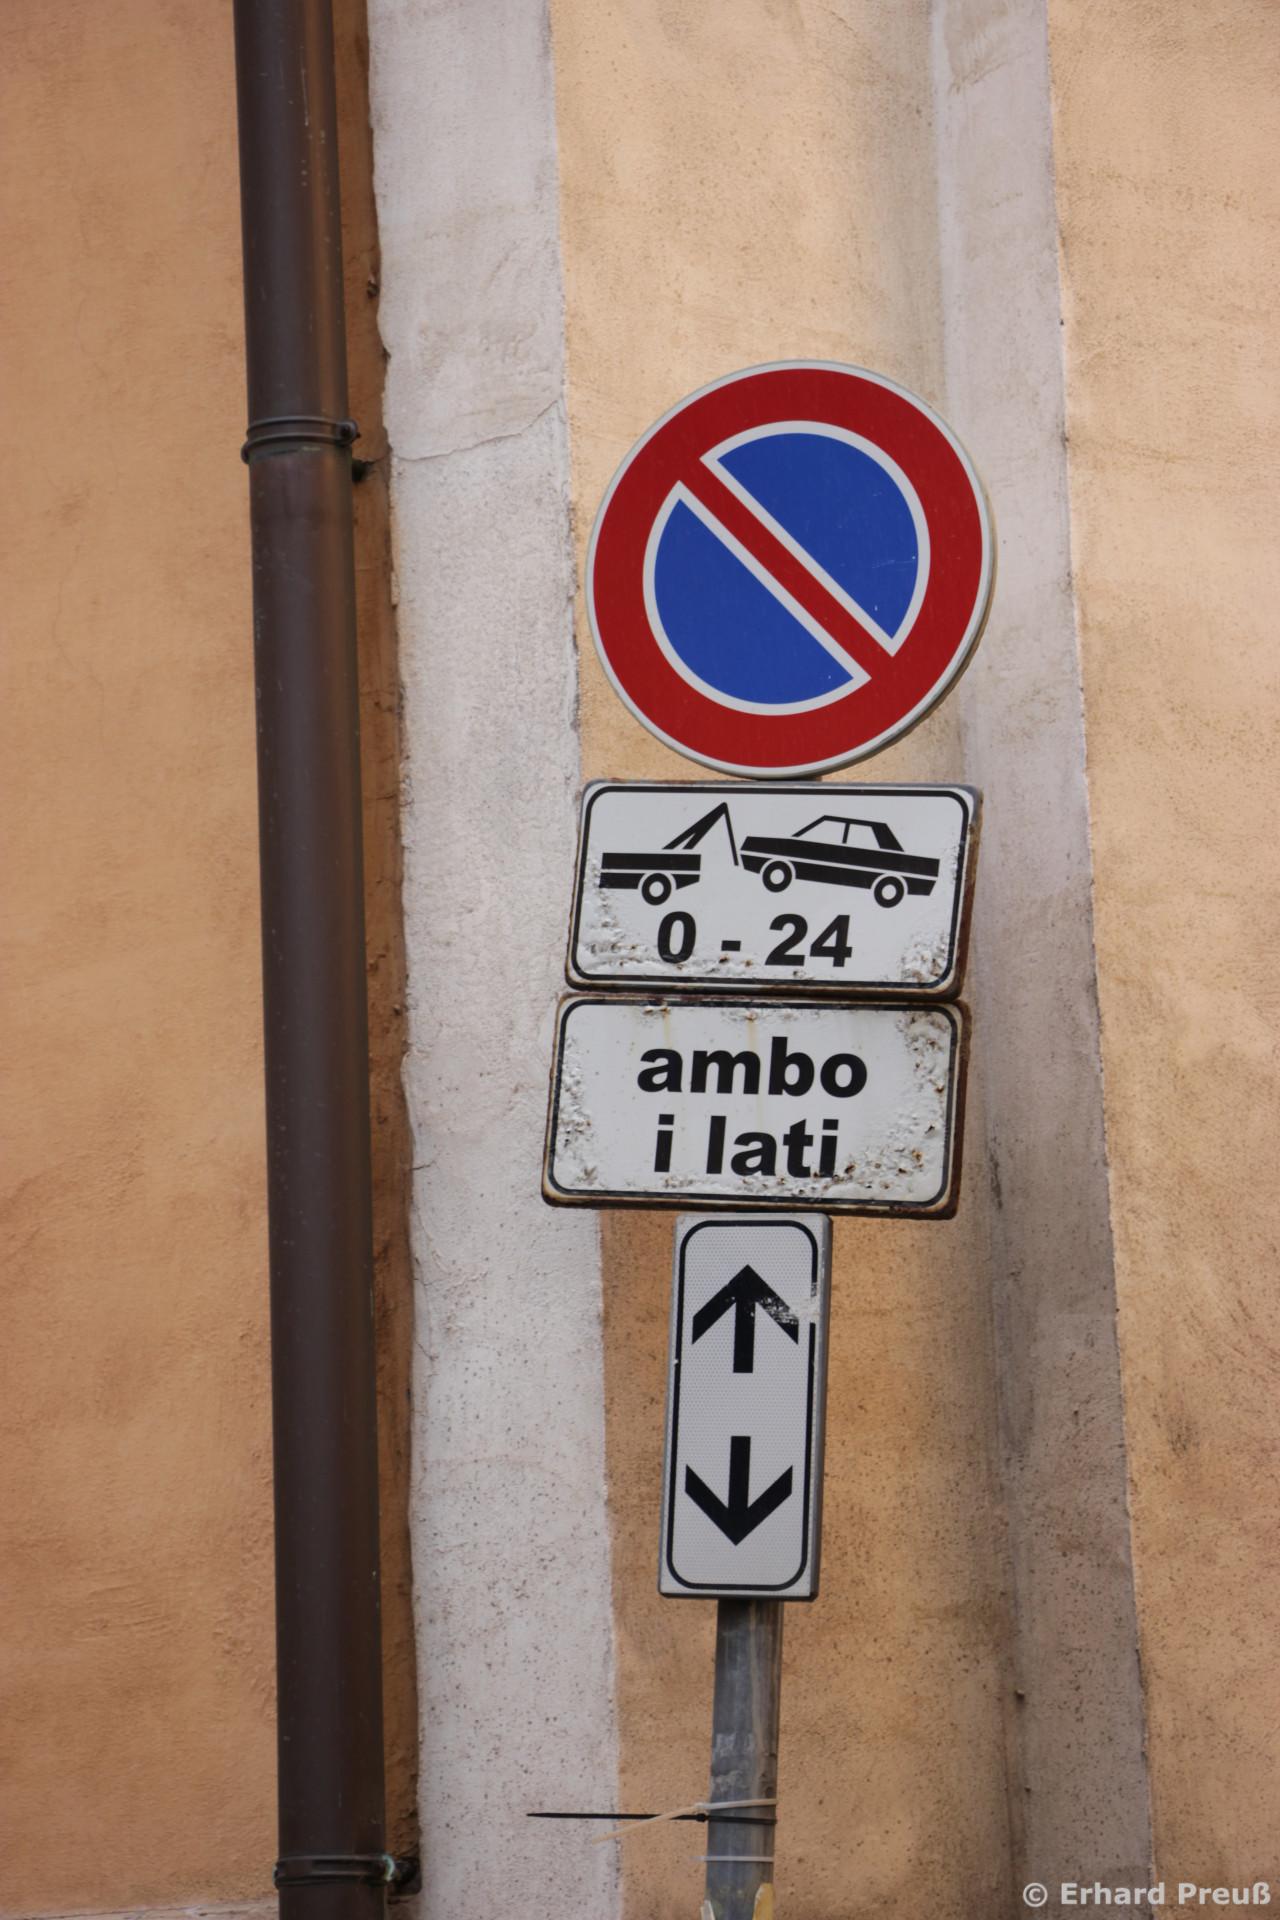 0 - 24
ambo
i lati
© Erhard Preuß